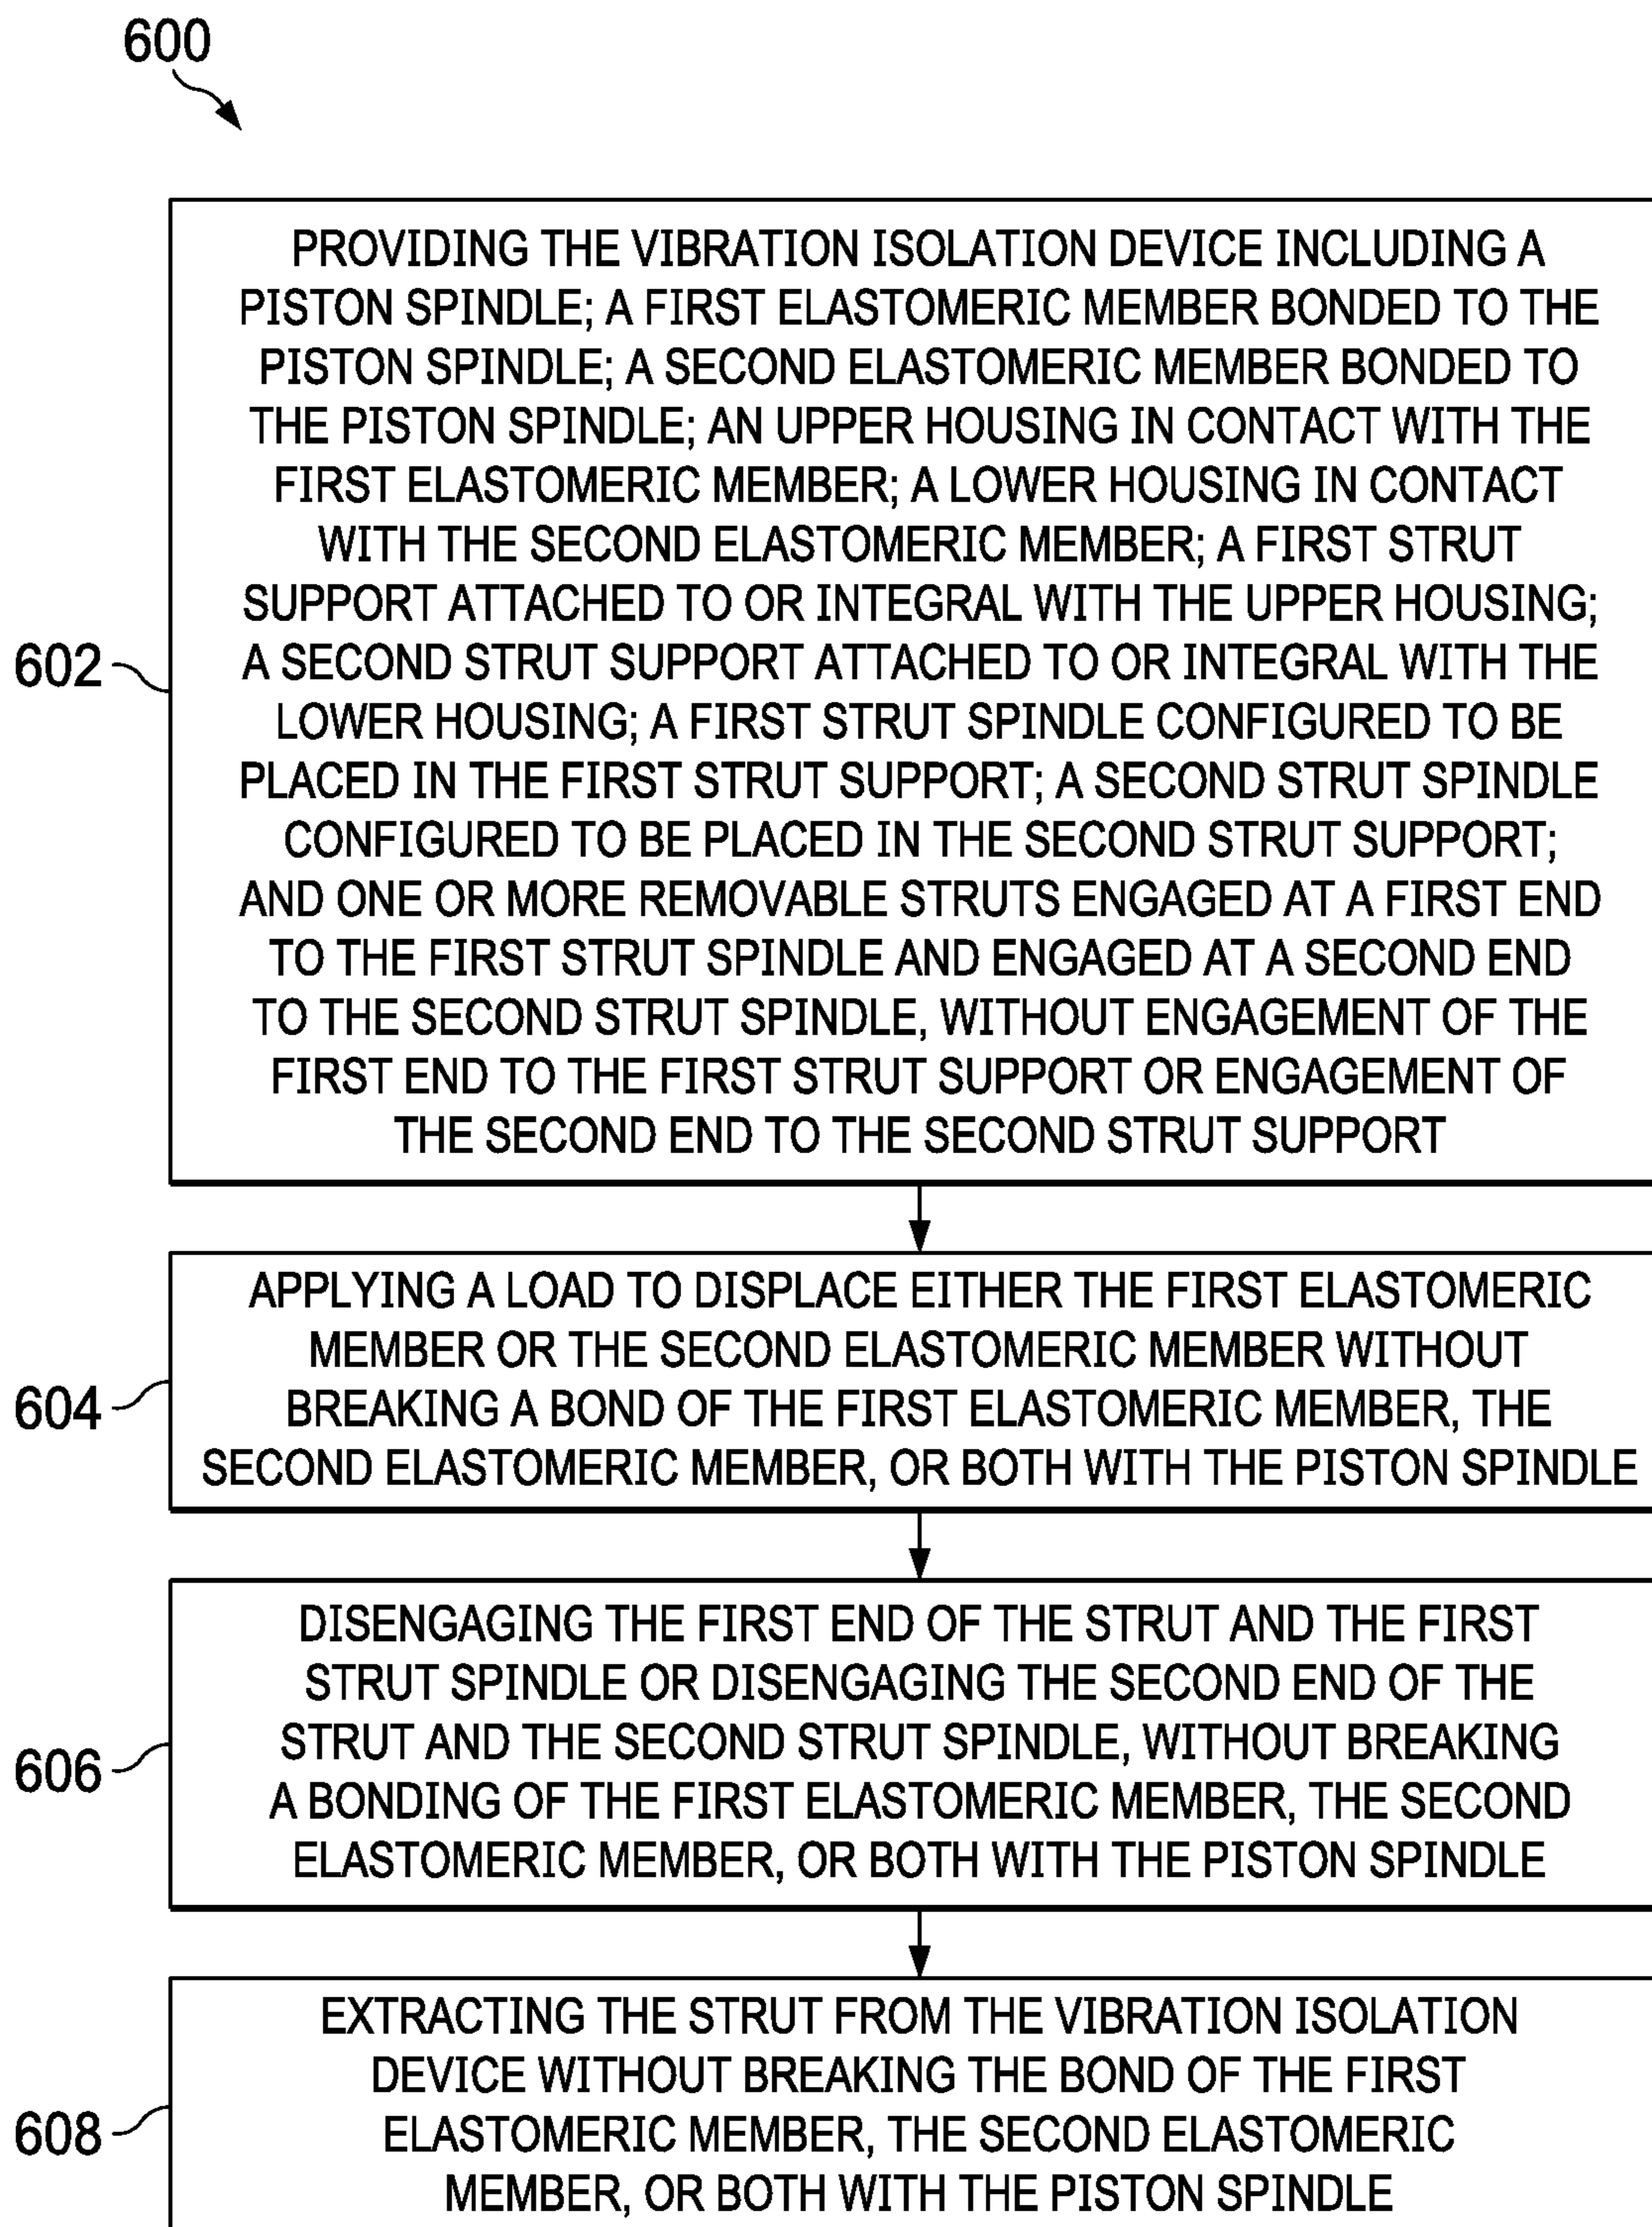 600
PROVIDING THE VIBRATION ISOLATION DEVICE INCLUDING A
PISTON SPINDLE; A FIRST ELASTOMERIC MEMBER BONDED TO THE
PISTON SPINDLE; A SECOND ELASTOMERIC MEMBER BONDED TO
THE PISTON SPINDLE; AN UPPER HOUSING IN CONTACT WITH THE
FIRST ELASTOMERIC MEMBER; A LOWER HOUSING IN CONTACT
WITH THE SECOND ELASTOMERIC MEMBER; A FIRST STRUT
SUPPORT ATTACHED TO OR INTEGRAL WITH THE UPPER HOUSING;
602
A SECOND STRUT SUPPORT ATTACHED TO OR INTEGRAL WITH THE
LOWER HOUSING; A FIRST STRUT SPINDLE CONFIGURED TO BE
PLACED IN THE FIRST STRUT SUPPORT; A SECOND STRUT SPINDLE
CONFIGURED TO BE PLACED IN THE SECOND STRUT SUPPORT;
AND ONE OR MORE REMOVABLE STRUTS ENGAGED AT A FIRST END
TO THE FIRST STRUT SPINDLE AND ENGAGED AT A SECOND END
TO THE SECOND STRUT SPINDLE, WITHOUT ENGAGEMENT OF THE
FIRST END TO THE FIRST STRUT SUPPORT OR ENGAGEMENT OF
THE SECOND END TO THE SECOND STRUT SUPPORT
APPLYING A LOAD TO DISPLACE EITHER THE FIRST ELASTOMERIC
MEMBER OR THE SECOND ELASTOMERIC MEMBER WITHOUT
604
BREAKING A BOND OF THE FIRST ELASTOMERIC MEMBER, THE
SECOND ELASTOMERIC MEMBER, OR BOTH WITH THE PISTON SPINDLE
DISENGAGING THE FIRST END OF THE STRUT AND THE FIRST
STRUT SPINDLE OR DISENGAGING THE SECOND END OF THE
STRUT AND THE SECOND STRUT SPINDLE, WITHOUT BREAKING
606
A BONDING OF THE FIRST ELASTOMERIC MEMBER, THE SECOND
ELASTOMERIC MEMBER, OR BOTH WITH THE PISTON SPINDLE
EXTRACTING THE STRUT FROM THE VIBRATION ISOLATION
DEVICE WITHOUT BREAKING THE BOND OF THE FIRST
608
ELASTOMERIC MEMBER, THE SECOND ELASTOMERIC
MEMBER, OR BOTH WITH THE PISTON SPINDLE